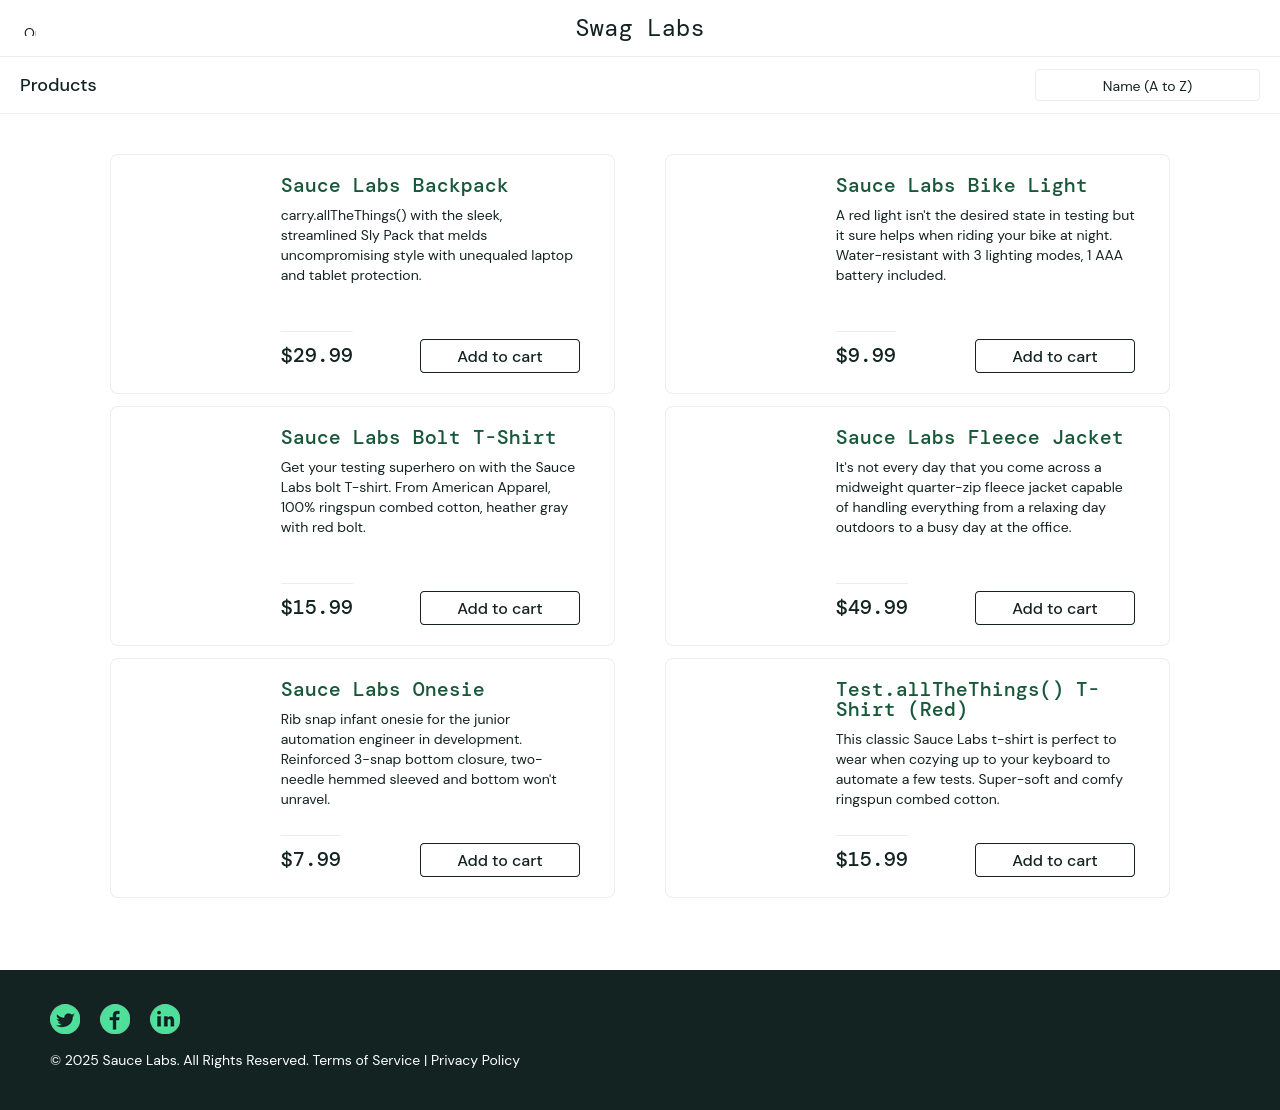 Swag Labs
Products
Name (A to Z)
Sauce Labs Backpack
carry.allTheThings() with the sleek,
streamlined Sly Pack that melds
uncompromising style with unequaled laptop
and tablet protection.
$29.99
Add to cart
Sauce Labs Bike Light
A red light isn't the desired state in testing but
it sure helps when riding your bike at night.
Water-resistant with 3 lighting modes, 1 AAA
battery included.
$9.99
Add to cart
Sauce Labs Bolt T-Shirt
Get your testing superhero on with the Sauce
Labs bolt T-shirt. From American Apparel,
100% ringspun combed cotton, heather gray
with red bolt.
$15.99
Add to cart
Sauce Labs Fleece Jacket
It's not every day that you come across a
midweight quarter-zip fleece jacket capable
of handling everything from a relaxing day
outdoors to a busy day at the office.
$49.99
Add to cart
Sauce Labs Onesie
Rib snap infant onesie for the junior
automation engineer in development.
Reinforced 3-snap bottom closure, two-
needle hemmed sleeved and bottom won't
unravel.
$7.99
Add to cart
Test.allTheThings() T-
Shirt (Red)
This classic Sauce Labs t-shirt is perfect to
wear when cozying up to your keyboard to
automate a few tests. Super-soft and comfy
ringspun combed cotton.
$15.99
Add to cart
© 2025 Sauce Labs. All Rights Reserved. Terms of Service | Privacy Policy